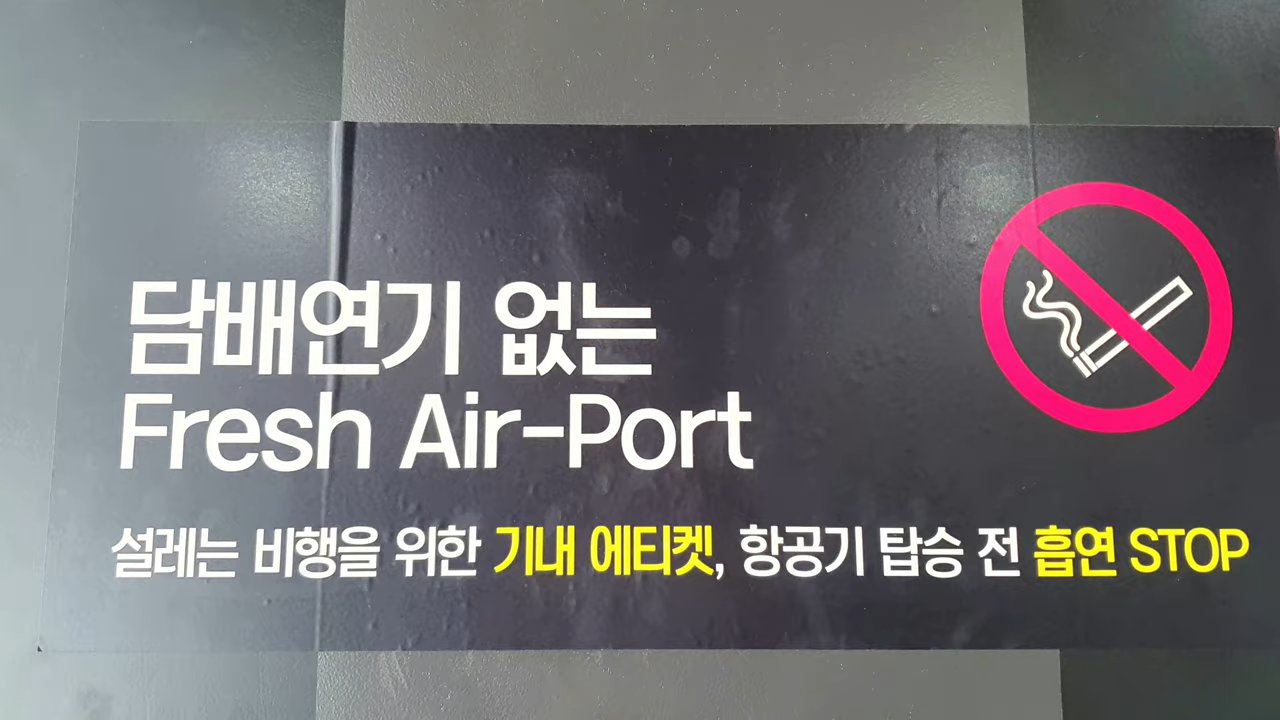 담배연기 없는
Fresh Air-Port
설레는 비행을 위한 기내 에티켓, 항공기 탑승 전 흡연 STOP